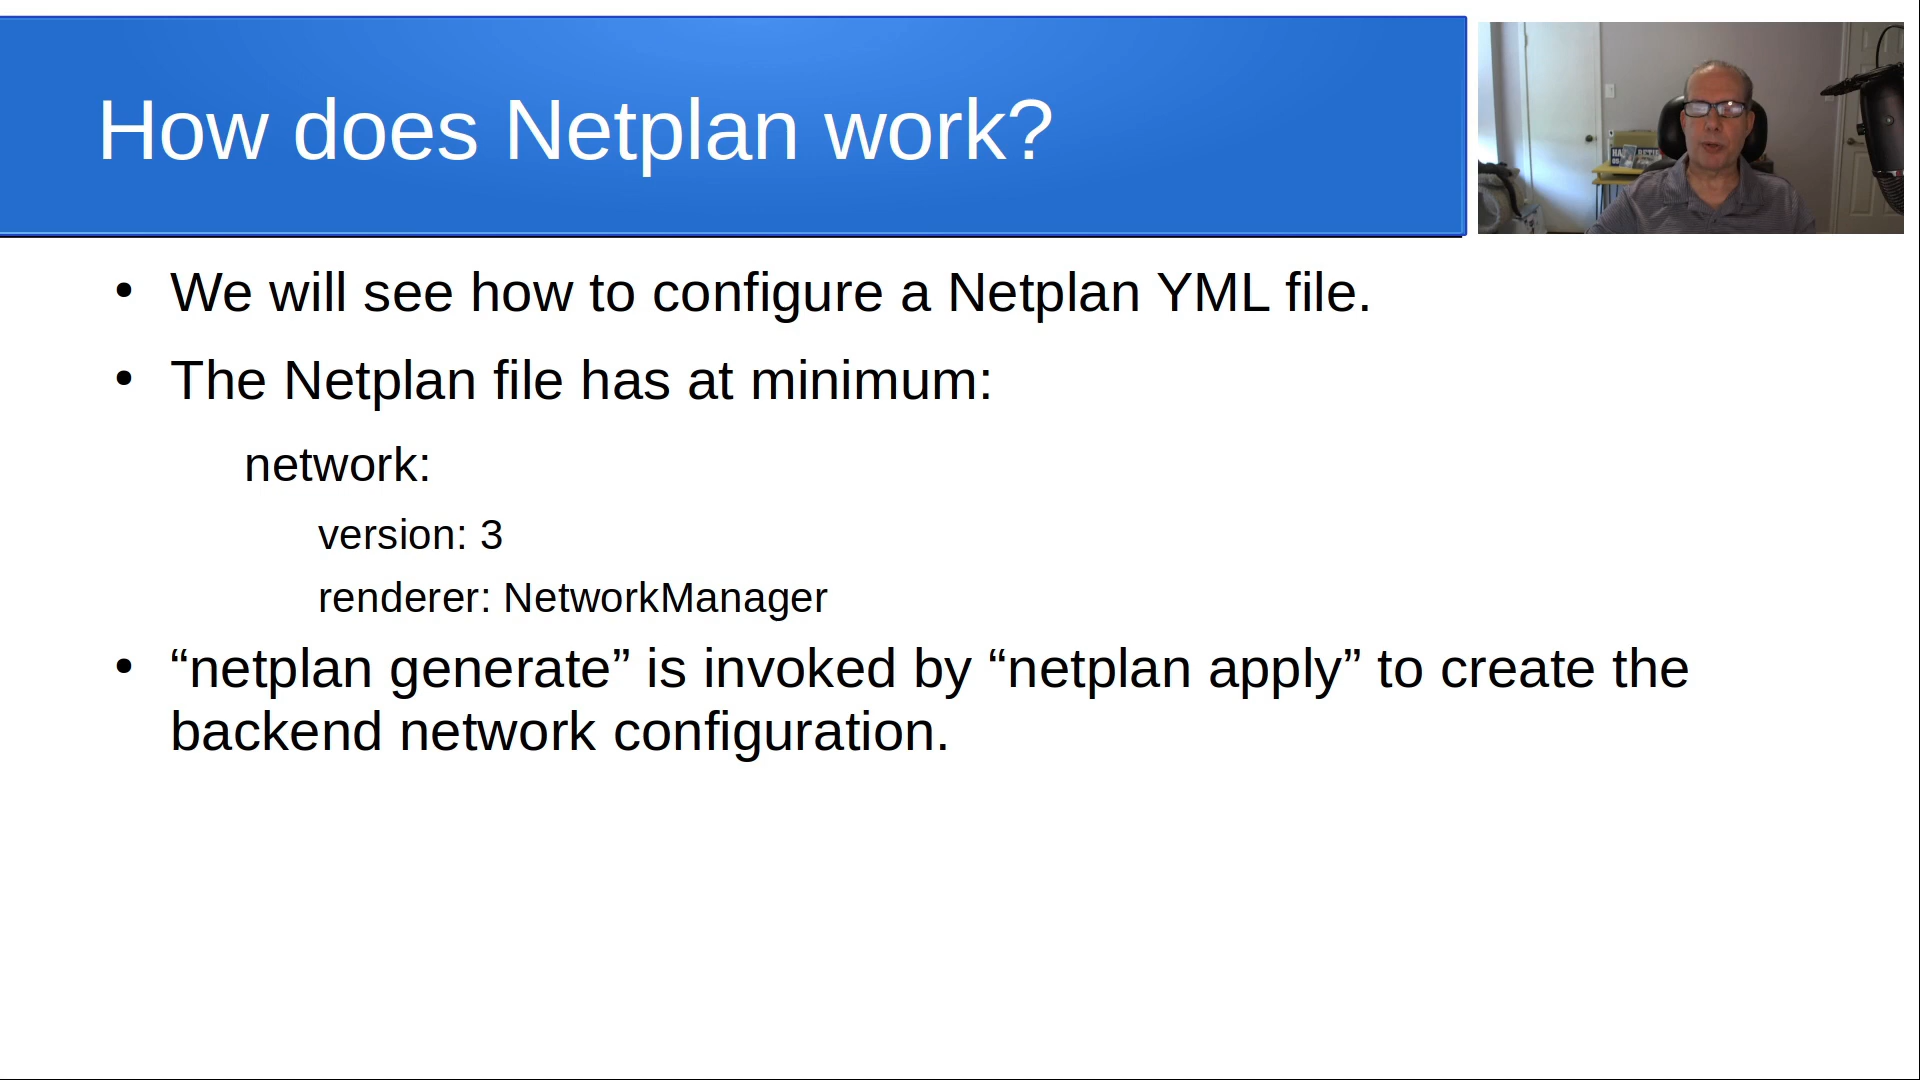 How does Netplan work?
• We will see how to configure a Netplan YML file.
• The Netplan file has at minimum:
network:
version: 3
renderer: NetworkManager
• “netplan generate” is invoked by “netplan apply” to create the
backend network configuration.